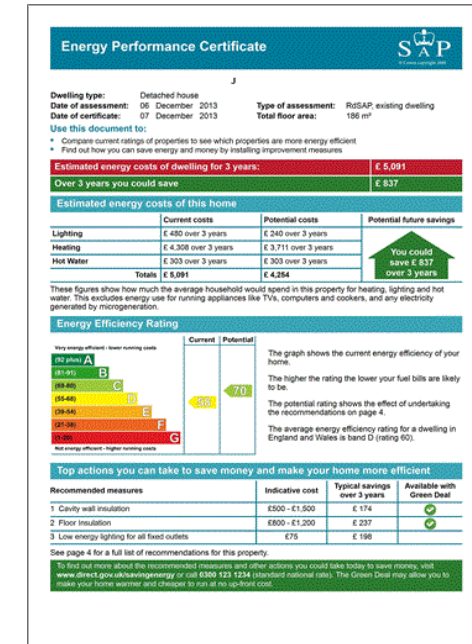 Energy Performance Certificate
SAP
© Crown copyright 2009
J
Dwelling type: Detached house
Date of assessment: 06 December 2013 Type of assessment: RdSAP, existing dwelling
Date of certificate: 07 December 2013 Total floor area: 186 m²
Use this document to:
• Compare current ratings of properties to see which properties are more energy efficient
• Find out how you can save energy and money by installing improvement measures
Estimated energy costs of dwelling for 3 years: £ 5,091
Over 3 years you could save £ 837
Estimated energy costs of this home
Current costs Potential costs Potential future savings
Lighting £ 480 over 3 years £ 240 over 3 years
Heating £ 4,308 over 3 years £ 3,711 over 3 years
Hot Water £ 303 over 3 years £ 303 over 3 years
Totals £ 5,091 £ 4,254
You could
save £ 837
over 3 years
These figures show how much the average household would spend in this property for heating, lighting and hot
water. This excludes energy use for running appliances like TVs, computers and cookers, and any electricity
generated by microgeneration.
Energy Efficiency Rating
Current Potential
Very energy efficient - lower running costs
(92 plus) A
(81-91) B
(69-80) C
(55-68) D
(39-54) E
(21-38) F
(1-20) G
Not energy efficient - higher running costs
58
70
The graph shows the current energy efficiency of your
home.
The higher the rating the lower your fuel bills are likely
to be.
The potential rating shows the effect of undertaking
the recommendations on page 4.
The average energy efficiency rating for a dwelling in
England and Wales is band D (rating 60).
Top actions you can take to save money and make your home more efficient
Recommended measures Indicative cost Typical savings over 3 years Available with Green Deal
1 Cavity wall insulation £500 - £1,500 £ 174
2 Floor Insulation £800 - £1,200 £ 237
3 Low energy lighting for all fixed outlets £75 £ 198
See page 4 for a full list of recommendations for this property.
To find out more about the recommended measures and other actions you could take today to save money, visit
www.direct.gov.uk/savingenergy or call 0300 123 1234 (standard national rate). The Green Deal may allow you to
make your home warmer and cheaper to run at no up-front cost.